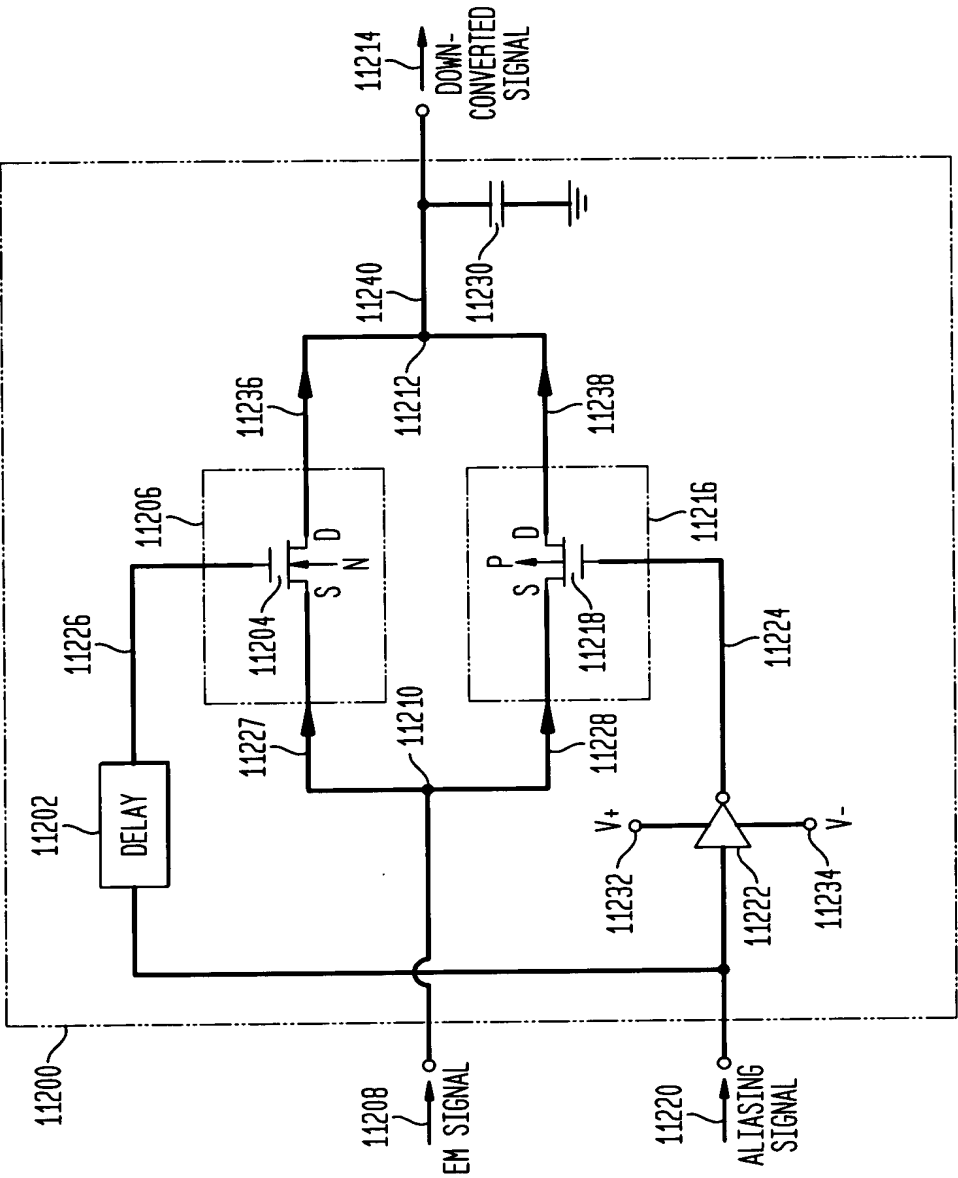 11200
11202
DELAY
11226
11206
11204
S
D
N
11227
11236
11208
EM SIGNAL
11210
11212
11240
11214
DOWN-
CONVERTED
SIGNAL
11230
11228
11238
P
S
D
11218
11216
11224
V+
11232
11222
11234
V-
11220
ALIASING
SIGNAL